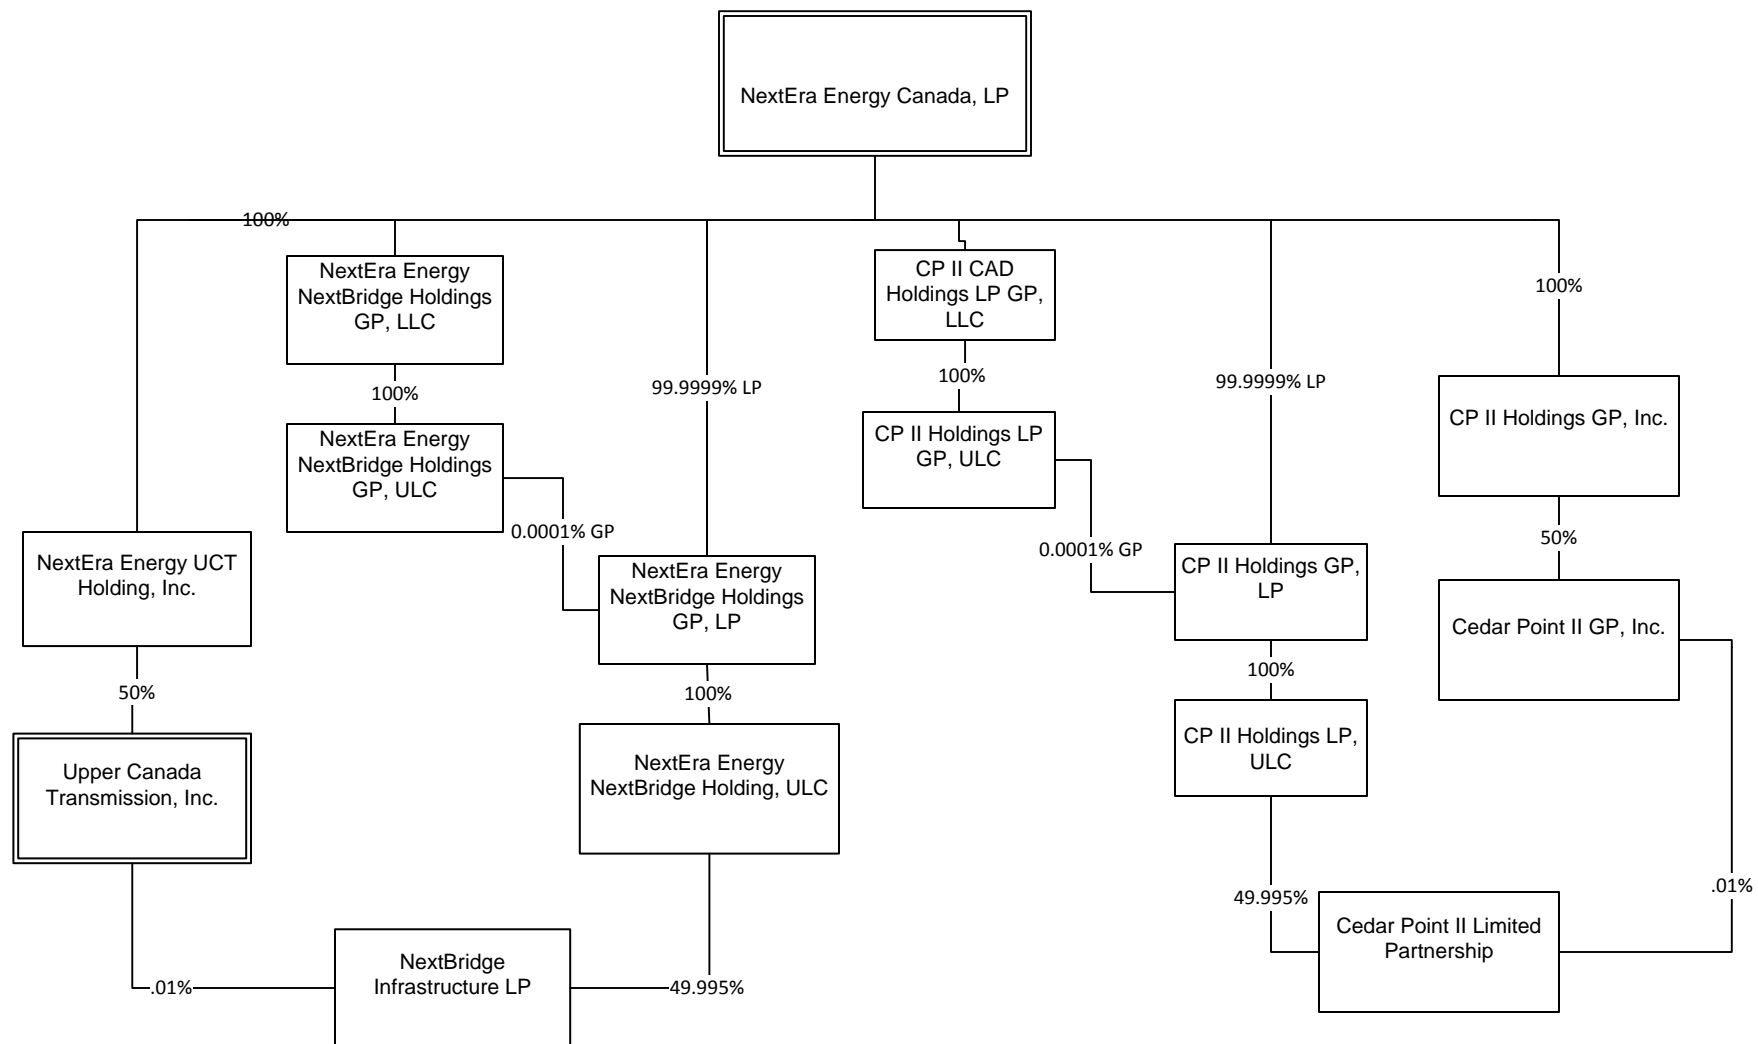 NextEra Energy Canada, LP
100%
NextEra Energy
NextBridge Holdings
GP, LLC
CP II CAD
Holdings LP GP,
LLC
100%
100%
99.9999% LP
100%
99.9999% LP
CP II Holdings GP, Inc.
NextEra Energy
NextBridge Holdings
GP, ULC
CP II Holdings LP
GP, ULC
0.0001% GP
0.0001% GP
50%
NextEra Energy UCT
Holding, Inc.
NextEra Energy
NextBridge Holdings
GP, LP
CP II Holdings GP,
LP
Cedar Point II GP, Inc.
50%
100%
100%
Upper Canada
Transmission, Inc.
NextEra Energy
NextBridge Holding, ULC
CP II Holdings LP,
ULC
49.995%
.01%
Cedar Point II Limited
Partnership
NextBridge
Infrastructure LP
.01%
49.995%